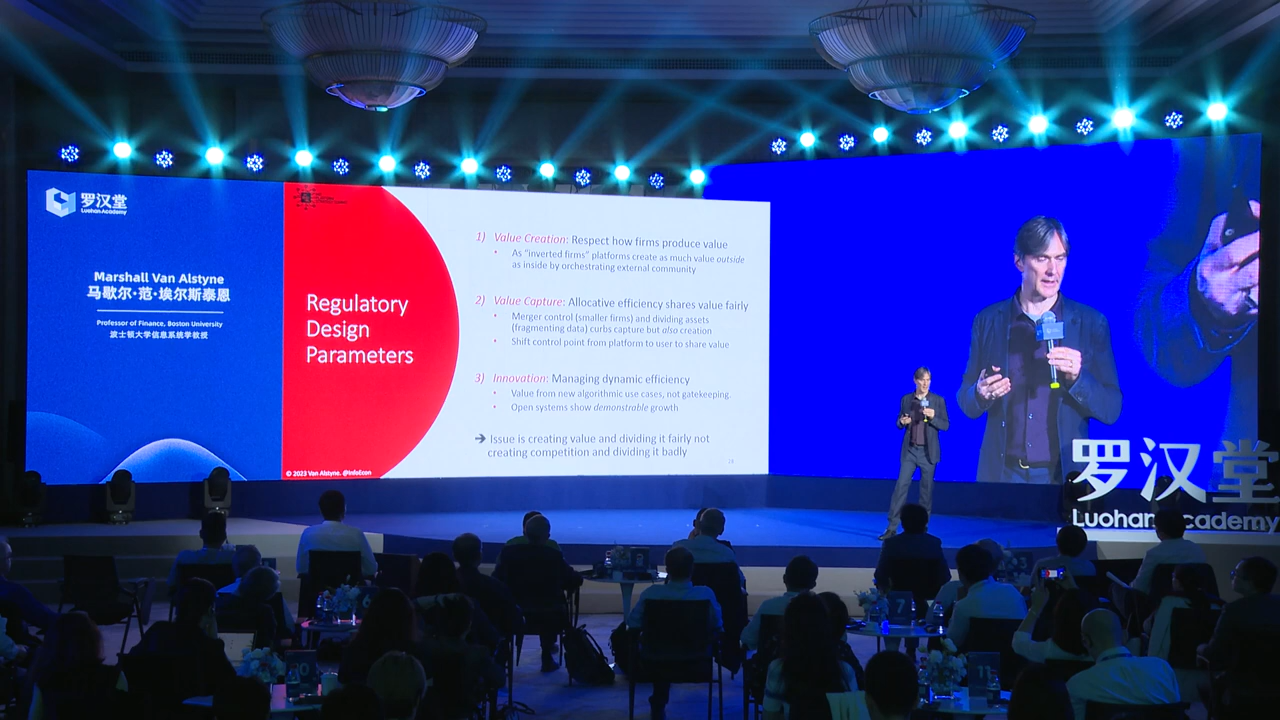 罗汉堂
Luohan Academy
Marshall Van Alstyne
马歇尔·范·埃尔斯泰恩
Professor of Finance, Boston University
波士顿大学信息系统学教授
Regulatory
Design
Parameters
© 2023 Van Alstyne. @InfoEcon
1) Value Creation: Respect how firms produce value
• As "inverted firms" platforms create as much value outside
as inside by orchestrating external community
2) Value Capture: Allocative efficiency shares value fairly
• Merger control (smaller firms) and dividing assets
(fragmenting data) curbs capture but also creation
• Shift control point from platform to user to share value
3) Innovation: Managing dynamic efficiency
• Value from new algorithmic use cases, not gatekeeping.
• Open systems show demonstrable growth
➔ Issue is creating value and dividing it fairly not
creating competition and dividing it badly
罗汉堂
Luohan Academy
7
11